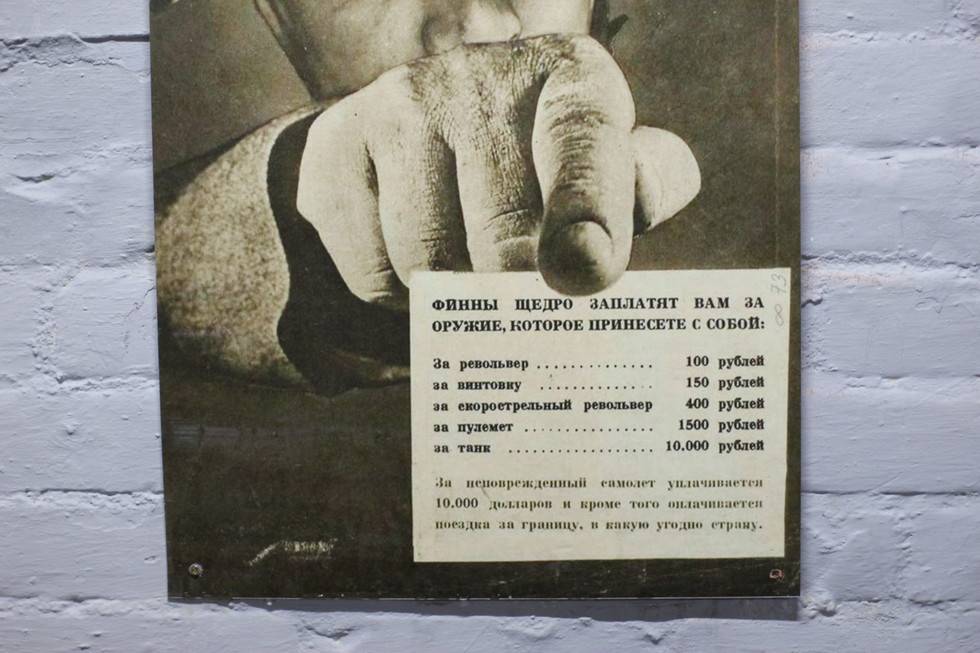 ФИННЫ ЩЕДРО ЗАПЛАТЯТ ВАМ ЗА
ОРУЖИЕ, КОТОРОЕ ПРИНЕСЕТЕ С СОБОЙ:
За револьвер .............. 100 рублей
за винтовку .............. 150 рублей
за скорострельный револьвер 400 рублей
за пулемет ................ 1500 рублей
за танк .................. 10.000 рублей
За неповрежденный самолет уплачивается
10.000 долларов и кроме того оплачивается
поездка за границу, в какую угодно страну.